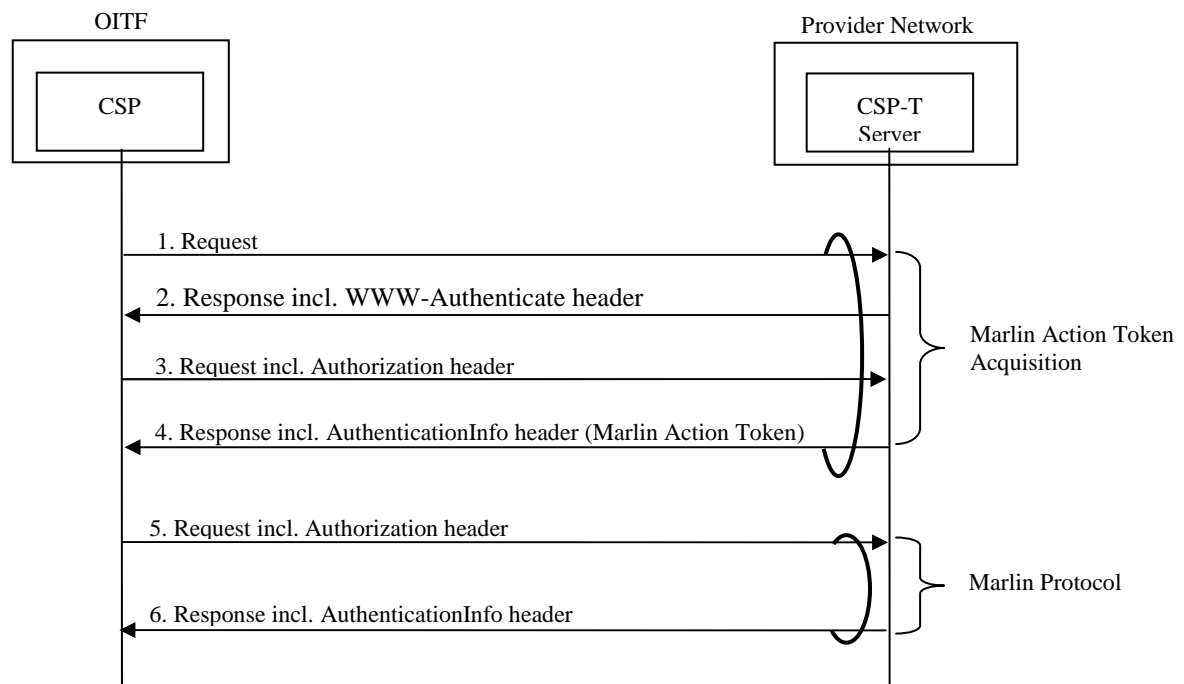 OITF
Provider Network
CSP
CSP-T
Server
1. Request
2. Response incl. WWW-Authenticate header
3. Request incl. Authorization header
4. Response incl. AuthenticationInfo header (Marlin Action Token)
Marlin Action Token
Acquisition
5. Request incl. Authorization header
6. Response incl. AuthenticationInfo header
Marlin Protocol